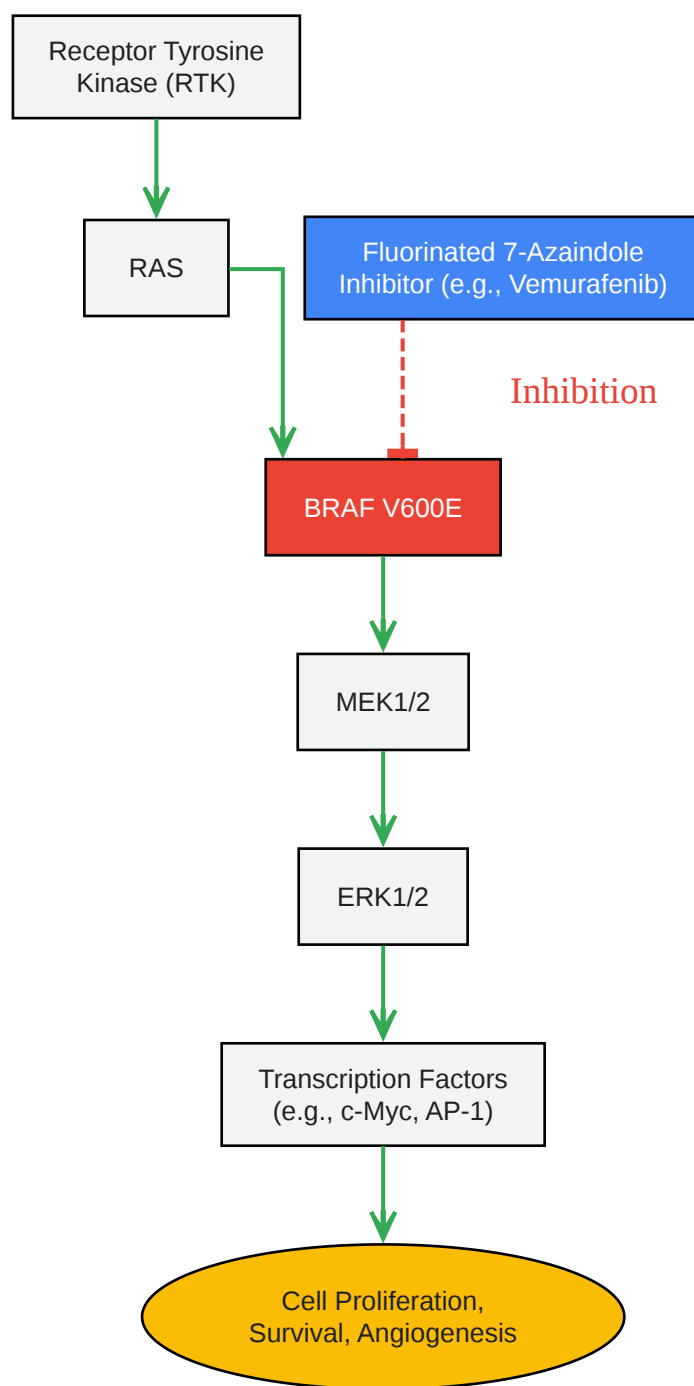 Receptor Tyrosine
Kinase (RTK)
RAS
Fluorinated 7-Azaindole
Inhibitor (e.g., Vemurafenib)
Inhibition
BRAF V600E
MEK1/2
ERK1/2
Transcription Factors
(e.g., c-Myc, AP-1)
Cell Proliferation,
Survival, Angiogenesis